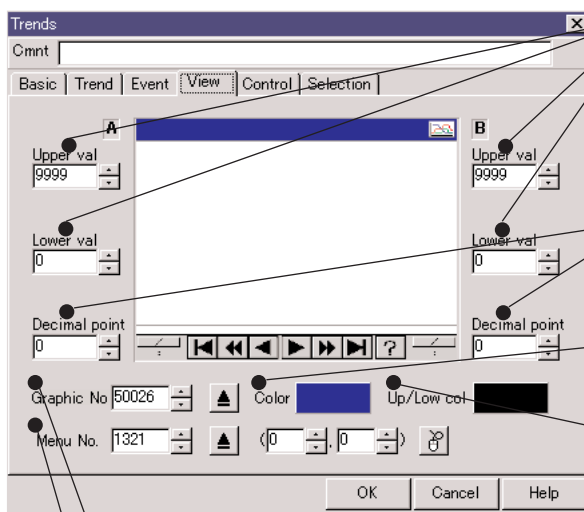 Trends
Cmnt
Basic Trend Event View Control Selection
A B
Upper val Upper val
9999 9999
Lower val Lower val
0 0
Decimal point Decimal point
0 0
?
Graphic No 50026 Color Up/Low col
Menu No. 1321 (0 , 0 )
OK Cancel Help